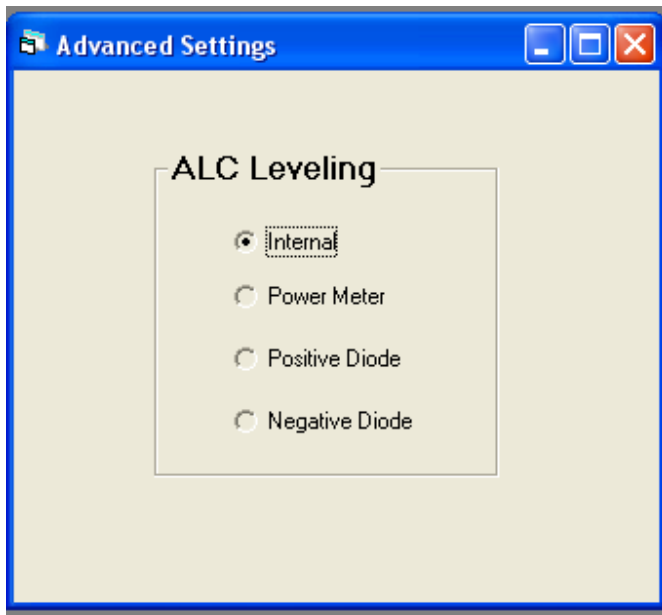 Advanced Settings
ALC Leveling
Internal
Power Meter
Positive Diode
Negative Diode